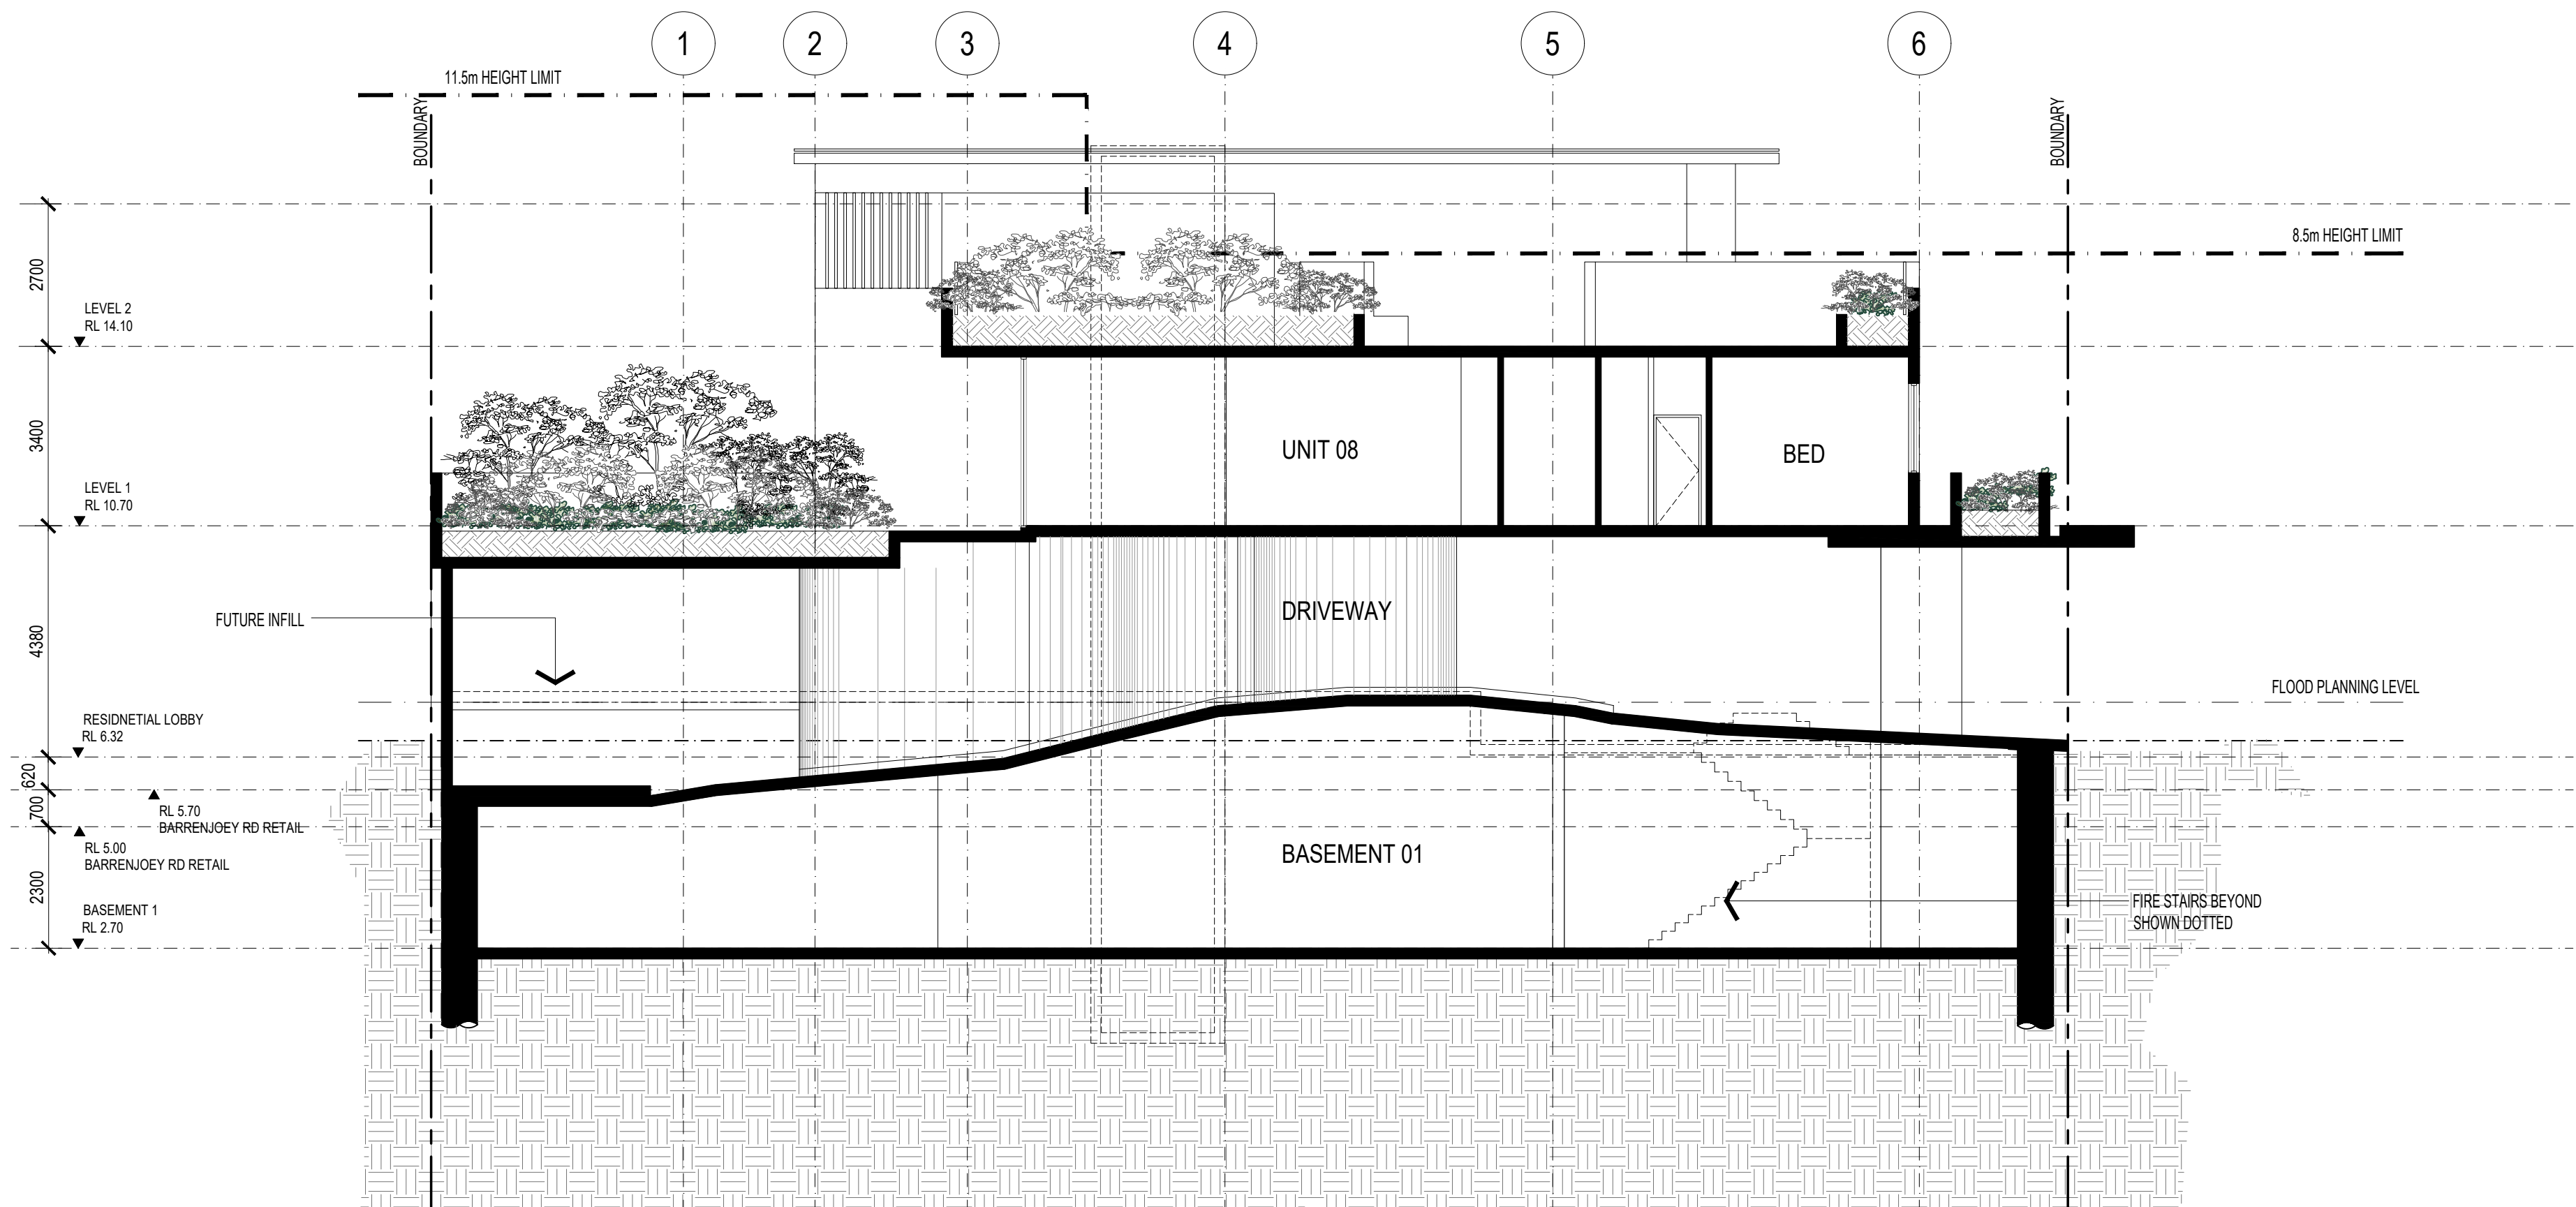 1
2
3
4
5
6
11.5m HEIGHT LIMIT
BOUNDARY
BOUNDARY
8.5m HEIGHT LIMIT
2700
LEVEL 2
RL 14.10
3400
UNIT 08
BED
LEVEL 1
RL 10.70
FUTURE INFILL
DRIVEWAY
4380
FLOOD PLANNING LEVEL
RESIDNETIAL LOBBY
RL 6.32
620
700
RL 5.70
BARRENJOEY RD RETAIL
RL 5.00
BARRENJOEY RD RETAIL
BASEMENT 01
2300
BASEMENT 1
RL 2.70
FIRE STAIRS BEYOND
SHOWN DOTTED